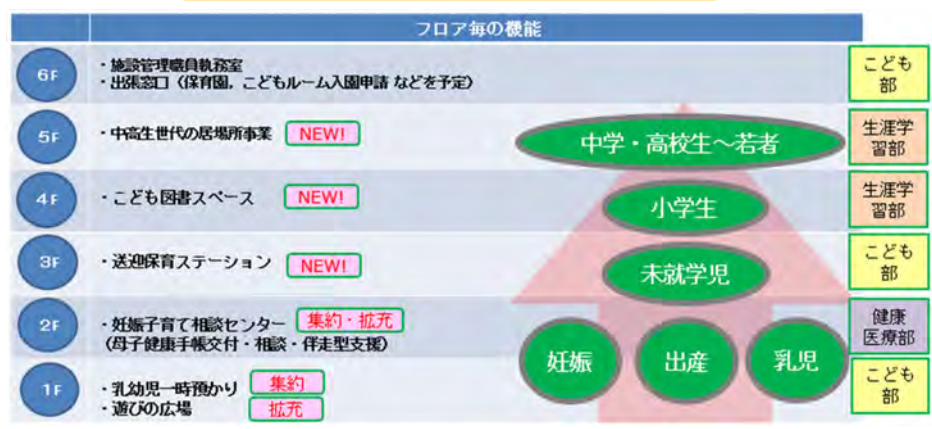 フロア毎の機能
6F
・施設管理職員執務室
・出張窓口(保育園，こどもルーム入園申請 などを予定)
こども
部
5F
・中高生世代の居場所事業 NEW!
中学・高校生～若者
生涯学
習部
4F
・こども図書スペース NEW!
小学生
生涯学
習部
3F
・送迎保育ステーション NEW!
未就学児
こども
部
2F
・妊娠子育て相談センター 集約・拡充
(母子健康手帳交付・相談・伴走型支援)
健康
医療部
妊娠 出産 乳児
1F
・乳幼児一時預かり 集約
・遊びの広場 拡充
こども
部